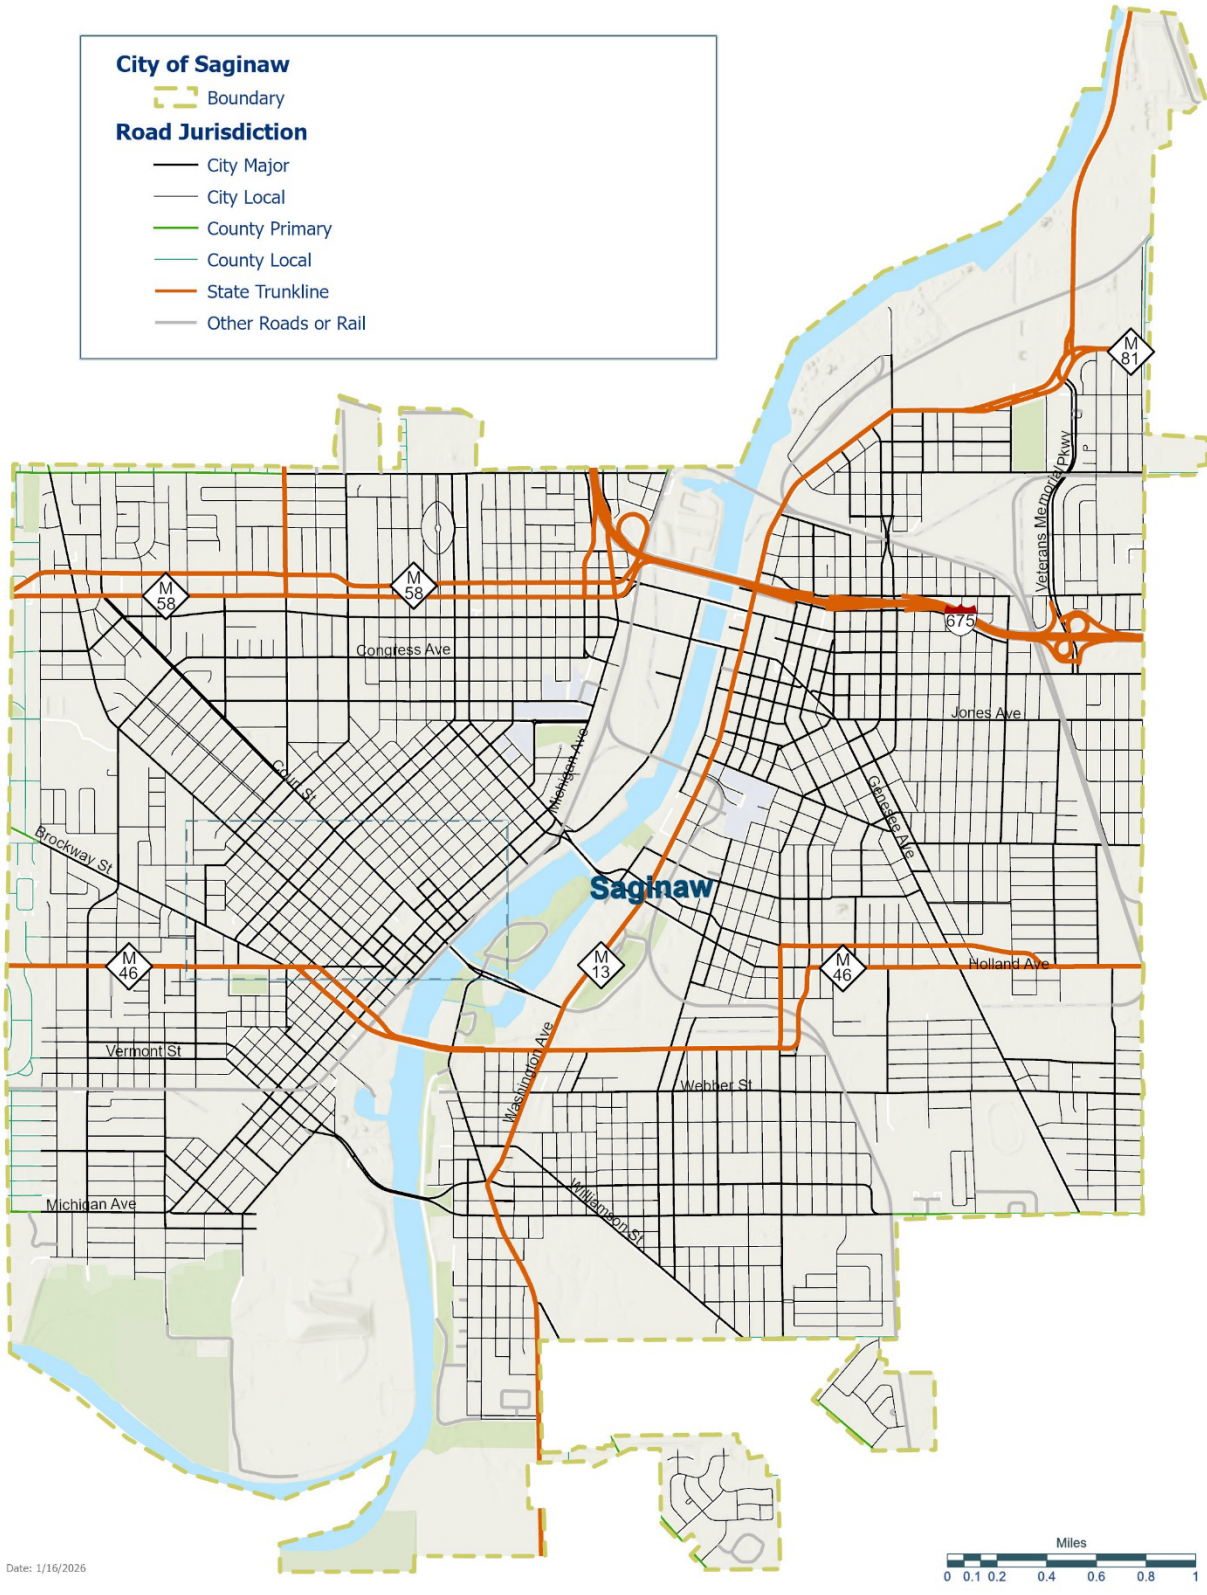 City of Saginaw
Boundary
Road Jurisdiction
City Major
City Local
County Primary
County Local
State Trunkline
Other Roads or Rail
M
81
Veterans Memorial Pkwy
M
58
M
58
675
Congress Ave
Jones Ave
Court St
Michigan Ave
Genesee Ave
Brockway St
Saginaw
M
46
M
13
M
46
Holland Ave
Vermont St
Washington Ave
Webber St
Michigan Ave
Williamson St
Miles
0 0.1 0.2 0.4 0.6 0.8 1
Date: 1/16/2026